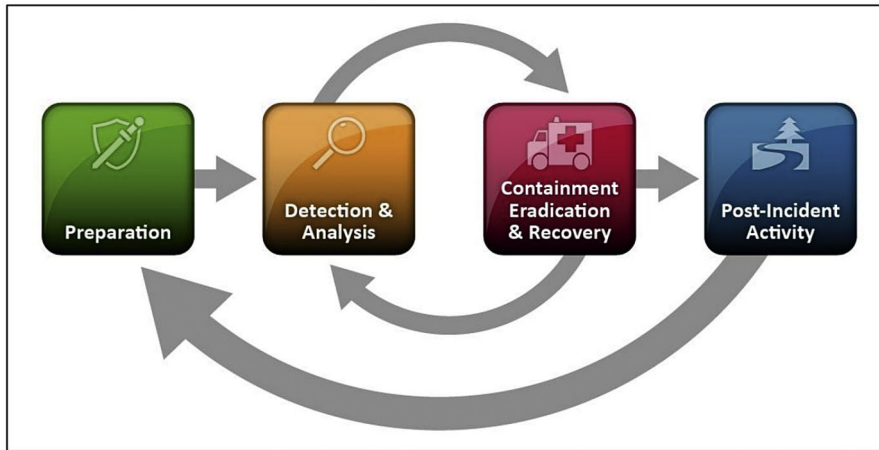 Preparation
Detection &
Analysis
Containment
Eradication
& Recovery
Post-Incident
Activity